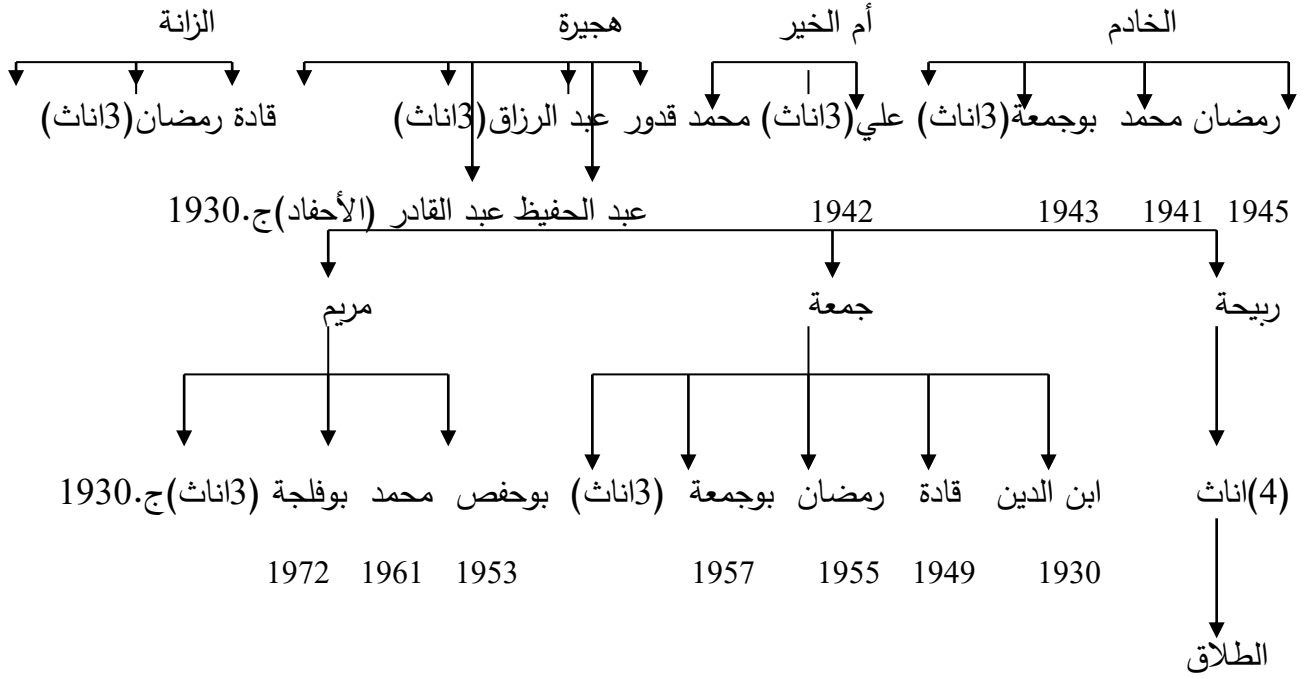 الخادم أم الخير هجيرة الزانة
رمضان محمد بوجمعة(3اناث) علي(3اناث) محمد قدور عبد الرزاق(3اناث) قادة رمضان(3اناث)
1945 1941 1943 1942 عبد الحفيظ عبد القادر (الأحفاد)ج.1930
ربيحة جمعة مريم
(4)اناث ابن الدين قادة رمضان بوجمعة (3اناث) بوحفص محمد بوفلجة (3اناث)ج.1930
1930 1949 1955 1957 1953 1961 1972
الطلاق